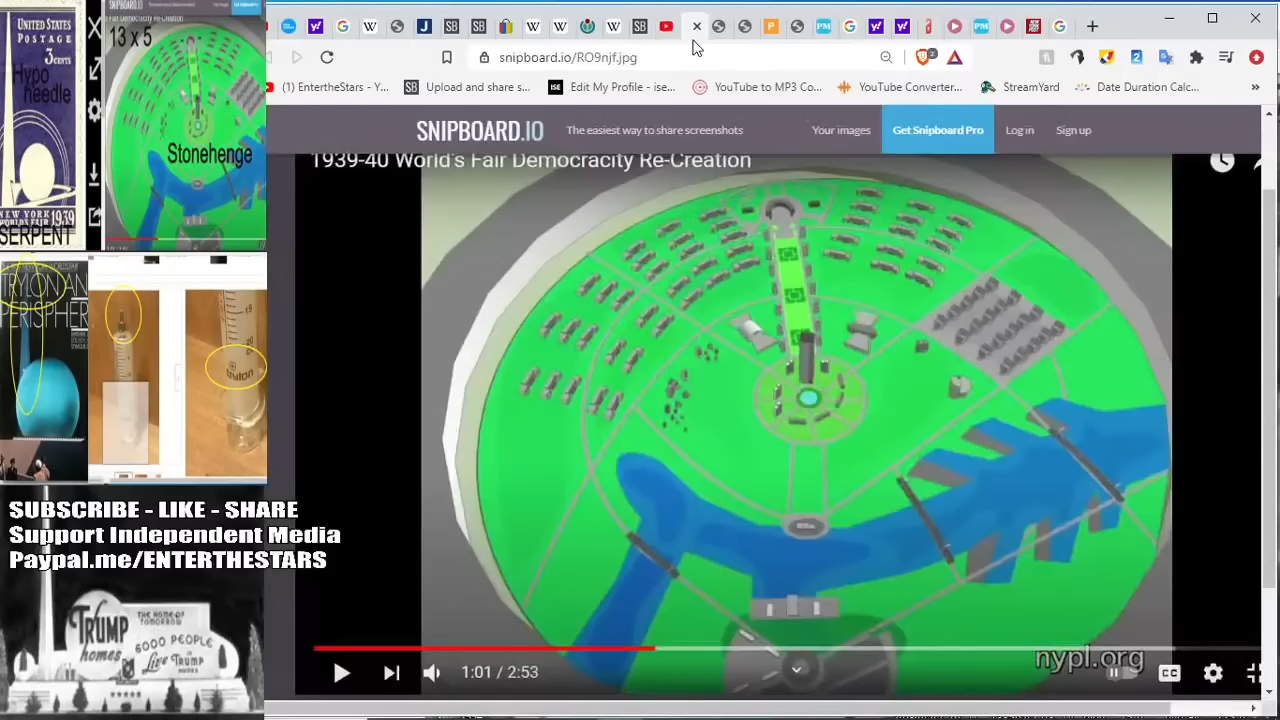 UNITED STATES
POSTAGE
3 CENTS
Hypo
needle
NEW YORK
WORLD'S FAIR 1939
SERPENT
13 x 5
Stonehenge
TRYLON AN
PERISPHER
trylon
SUBSCRIBE - LIKE - SHARE
Support Independent Media
Paypal.me/ENTERTHESTARS
TRUMP
homes
THE HOME OF
TOMORROW
6000 PEOPLE
Live IN TRUMP
HOMES
snipboard.io/RO9njf.jpg
(1) EntertheStars - Y...
Upload and share s...
Edit My Profile - ise...
YouTube to MP3 Co...
YouTube Converter...
StreamYard
Date Duration Calc...
»
SNIPBOARD.IO
The easiest way to share screenshots
Your images
Get Snipboard Pro
Log in
Sign up
1939-40 World's Fair Democracity Re-Creation
nypl.org
1:01 / 2:53
CC